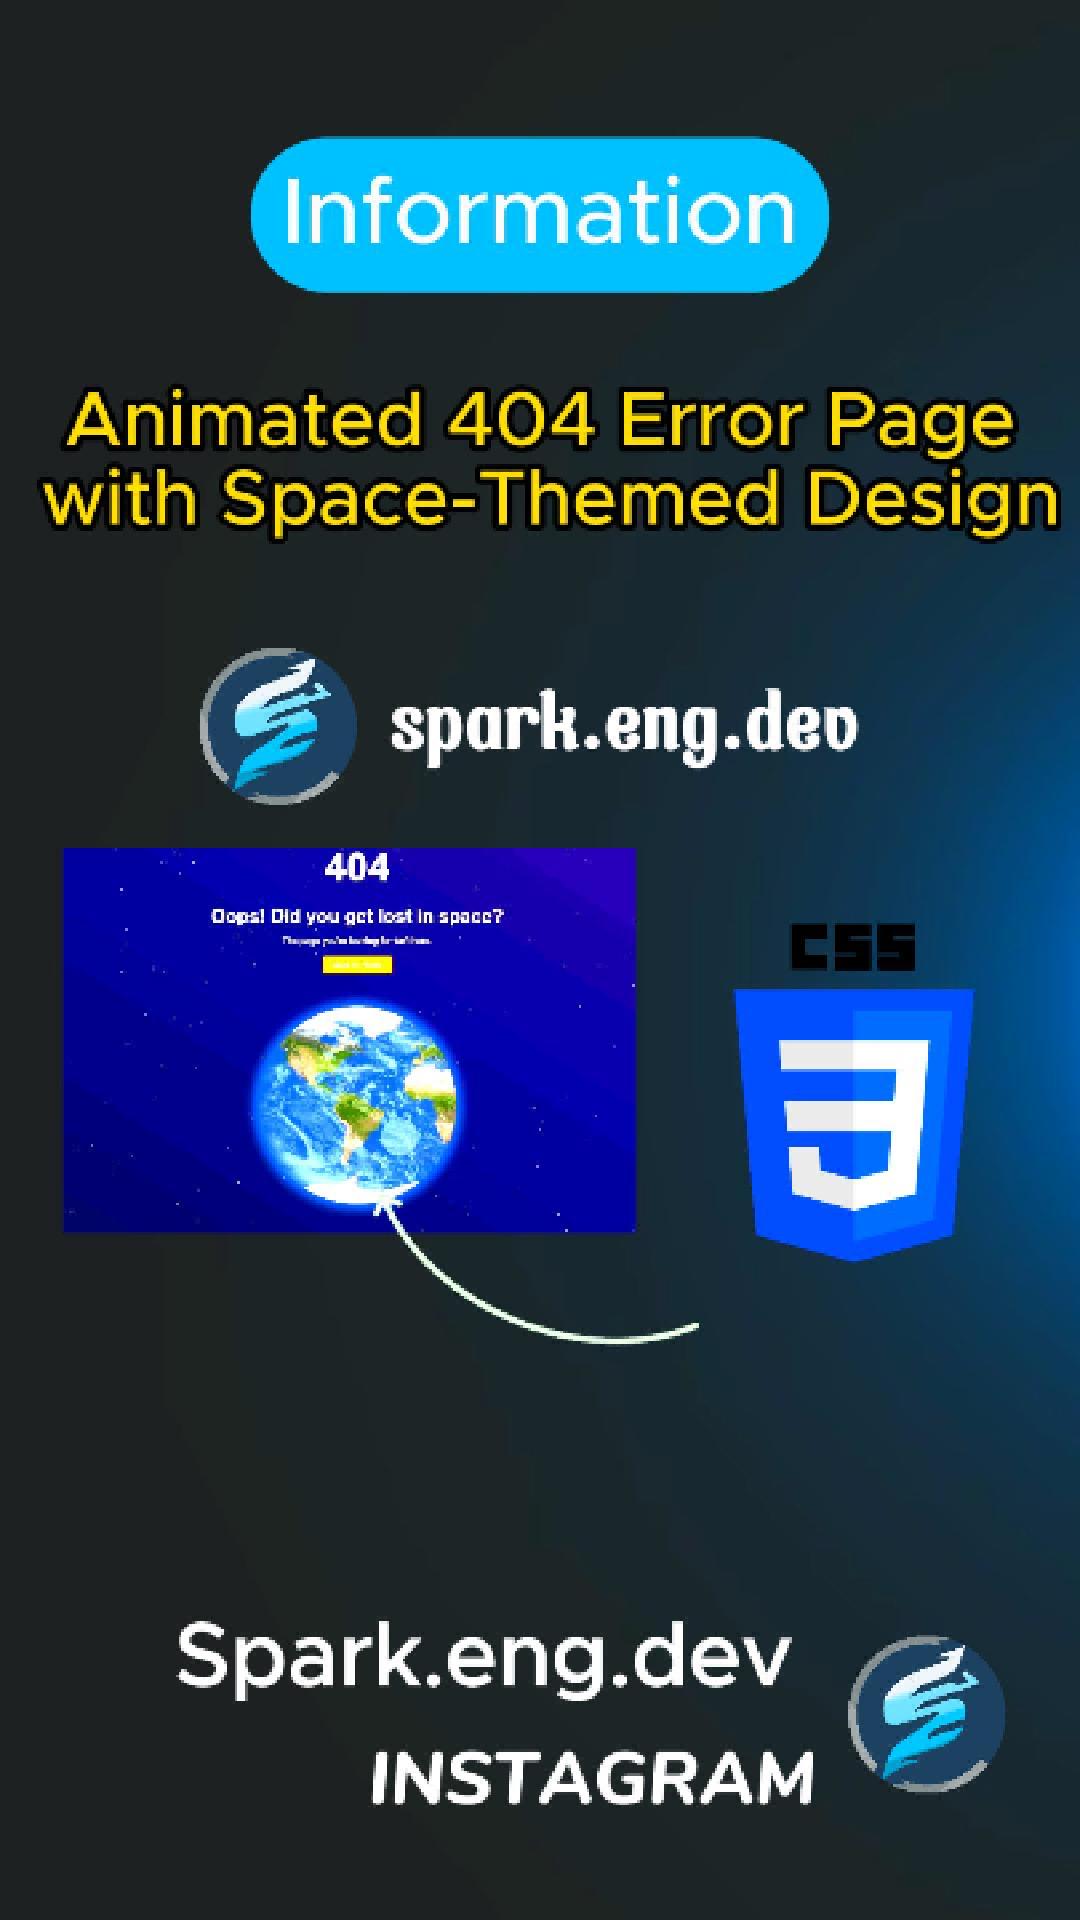 Information
Animated 404 Error Page
with Space-Themed Design
spark.eng.dev
404
Oops! Did you get lost in space?
CSS
Spark.eng.dev
INSTAGRAM